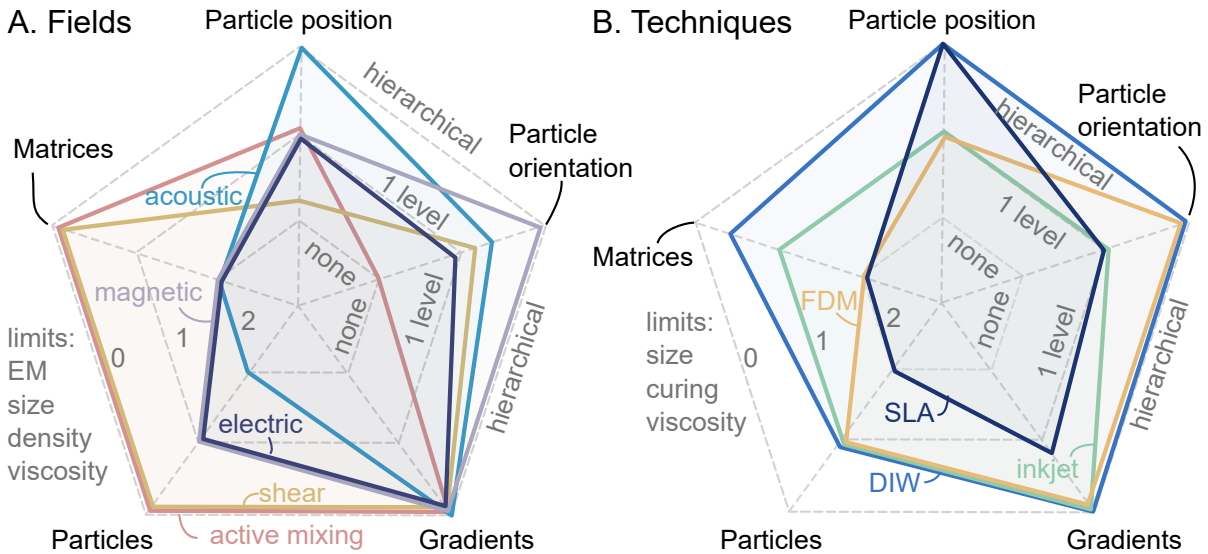 A. Fields
Particle position
hierarchical
Particle
orientation
Matrices
acoustic
1 level
none
magnetic
2
1
0
none
1 level
hierarchical
limits:
EM
size
density
viscosity
electric
shear
active mixing
Particles
Gradients
B. Techniques
Particle position
hierarchical
Particle
orientation
Matrices
1 level
none
FDM
2
1
0
none
1 level
hierarchical
limits:
size
curing
viscosity
SLA
inkjet
DIW
Particles
Gradients